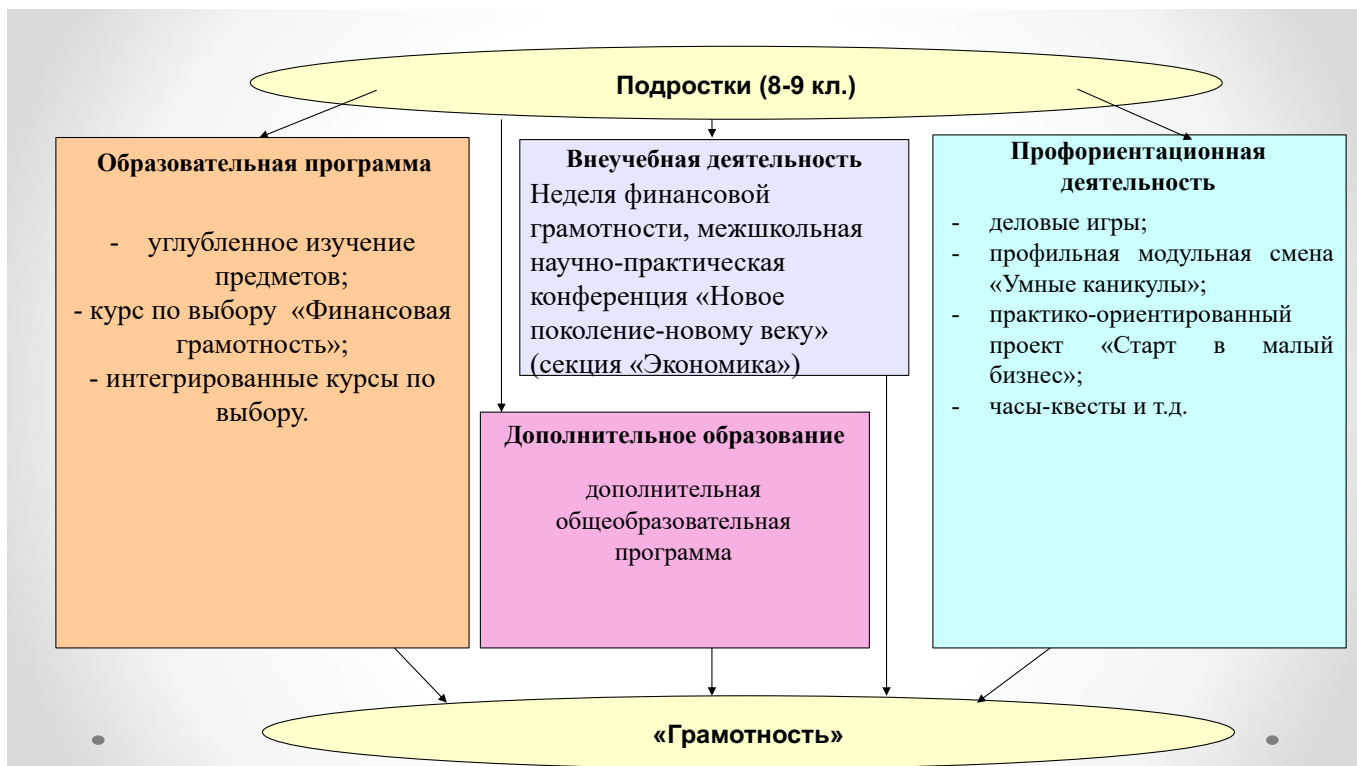 Подростки (8-9 кл.)
Образовательная программа
- углубленное изучение
предметов;
- курс по выбору «Финансовая
грамотность»;
- интегрированные курсы по
выбору.
Внеучебная деятельность
Неделя финансовой
грамотности, межшкольная
научно-практическая
конференция «Новое
поколение-новому веку»
(секция «Экономика»)
Дополнительное образование
дополнительная
общеобразовательная
программа
Профориентационная
деятельность
- деловые игры;
- профильная модульная смена
«Умные каникулы»;
- практико-ориентированный
проект «Старт в малый
бизнес»;
- часы-квесты и т.д.
«Грамотность»